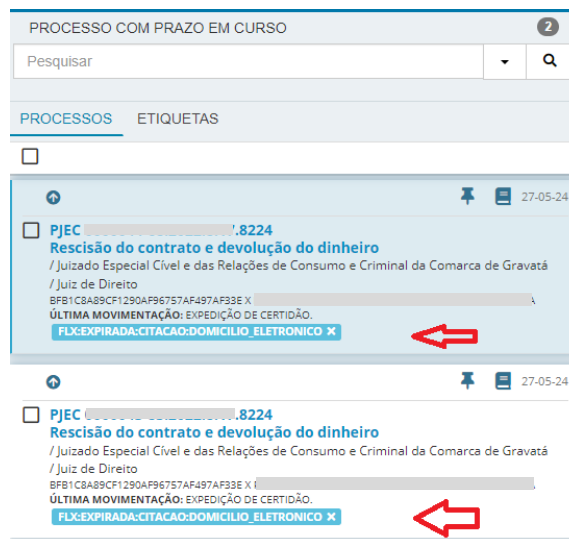 PROCESSO COM PRAZO EM CURSO 2
Pesquisar
PROCESSOS ETIQUETAS
27-05-24
PJEC .8224
Rescisão do contrato e devolução do dinheiro
/ Juizado Especial Cível e das Relações de Consumo e Criminal da Comarca de Gravatá
/ Juiz de Direito
BFB1C8A89CF1290AF96757AF497AF33E X
ÚLTIMA MOVIMENTAÇÃO: EXPEDIÇÃO DE CERTIDÃO.
FLX:EXPIRADA:CITACAO:DOMICILIO_ELETRONICO ×
27-05-24
PJEC .8224
Rescisão do contrato e devolução do dinheiro
/ Juizado Especial Cível e das Relações de Consumo e Criminal da Comarca de Gravatá
/ Juiz de Direito
BFB1C8A89CF1290AF96757AF497AF33E X
ÚLTIMA MOVIMENTAÇÃO: EXPEDIÇÃO DE CERTIDÃO.
FLX:EXPIRADA:CITACAO:DOMICILIO_ELETRONICO ×